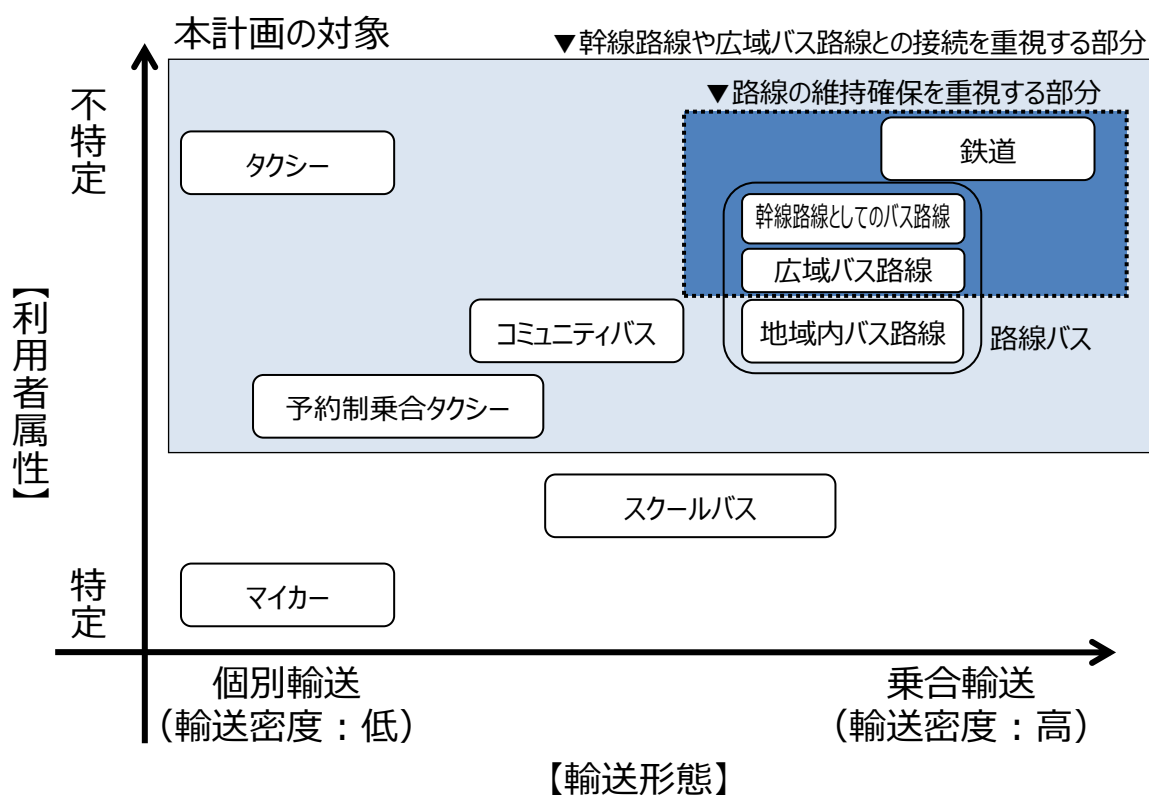 本計画の対象
▼幹線路線や広域バス路線との接続を重視する部分
▼路線の維持確保を重視する部分
不特定
タクシー
鉄道
幹線路線としてのバス路線
広域バス路線
地域内バス路線
路線バス
コミュニティバス
予約制乗合タクシー
【利用者属性】
スクールバス
特定
マイカー
個別輸送
（輸送密度：低）
乗合輸送
（輸送密度：高）
【輸送形態】